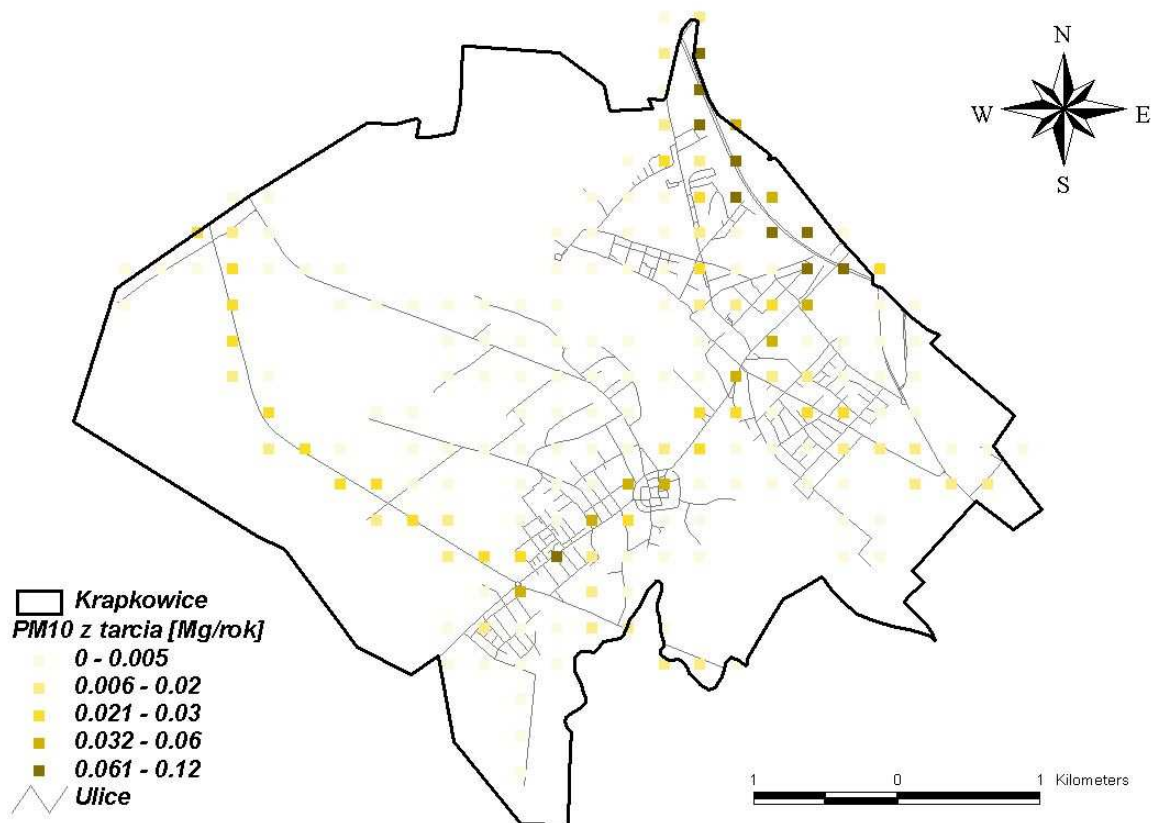 N
W E
S
Krapkowice
PM10 z tarcia [Mg/rok]
0 - 0.005
0.006 - 0.02
0.021 - 0.03
0.032 - 0.06
0.061 - 0.12
Ulice
1 0 1 Kilometers